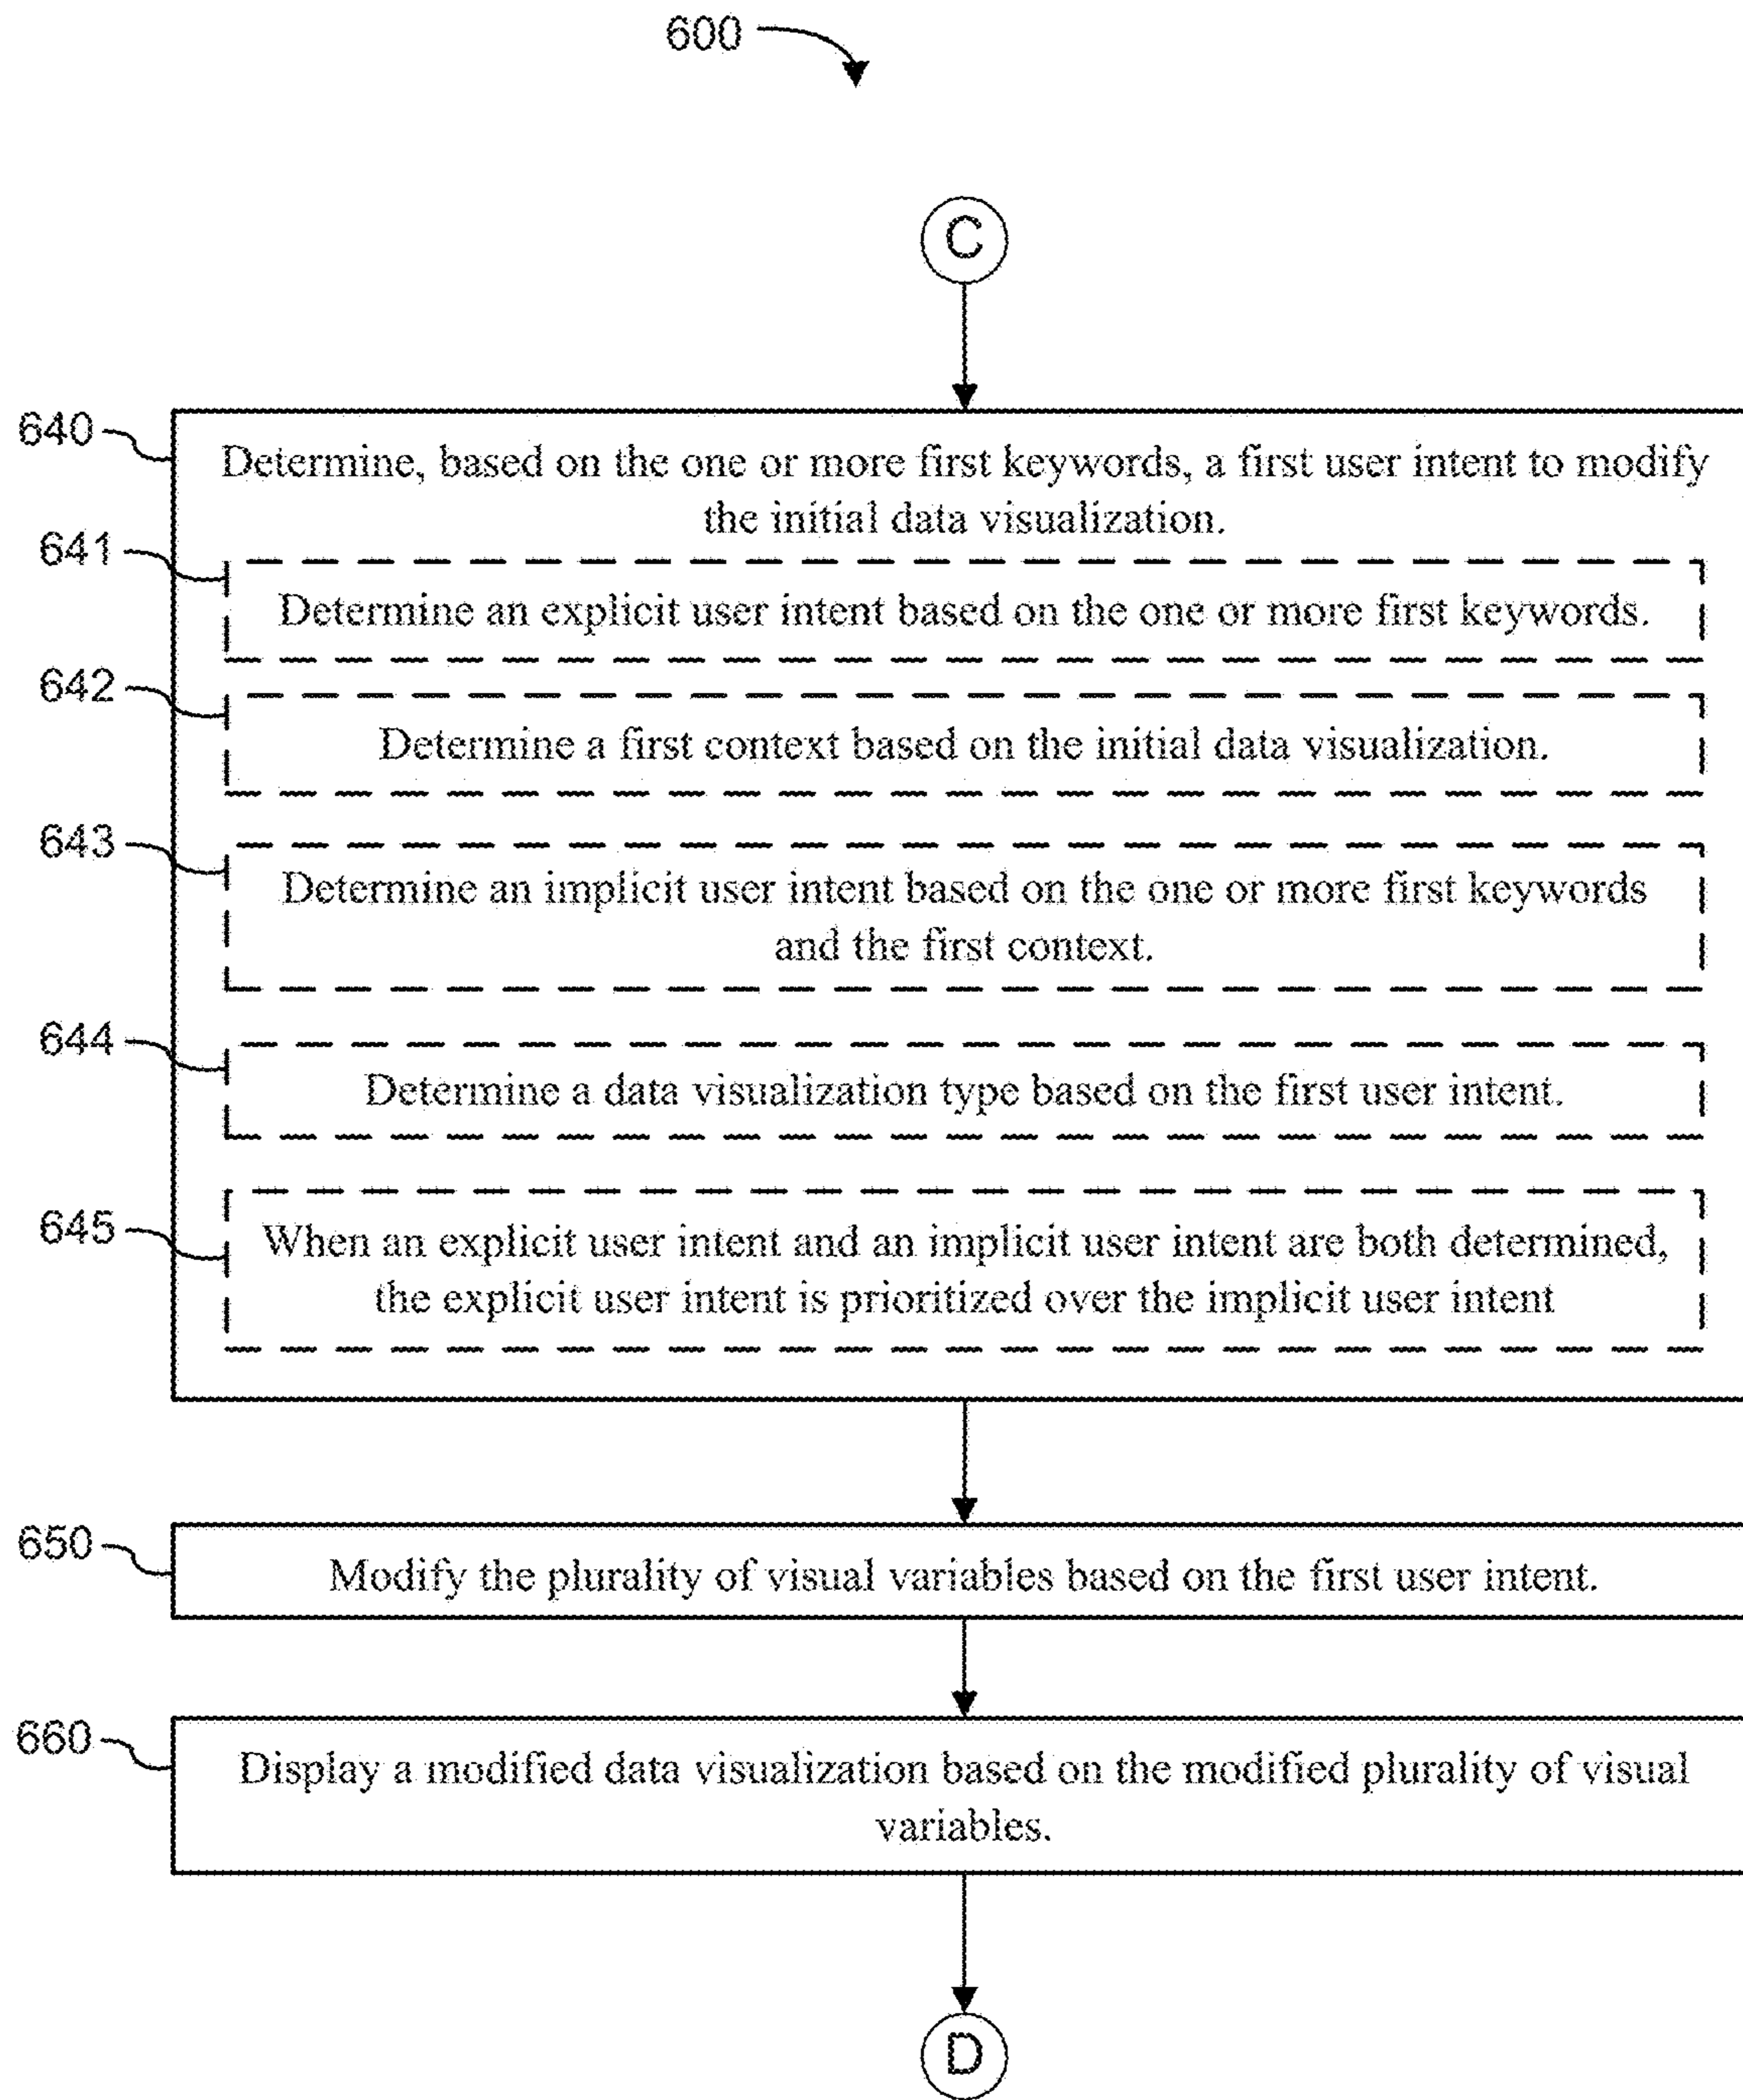 600
C
640
Determine, based on the one or more first keywords, a first user intent to modify
the initial data visualization.
641
Determine an explicit user intent based on the one or more first keywords.
642
Determine a first context based on the initial data visualization.
643
Determine an implicit user intent based on the one or more first keywords
and the first context.
644
Determine a data visualization type based on the first user intent.
645
When an explicit user intent and an implicit user intent are both determined,
the explicit user intent is prioritized over the implicit user intent
650
Modify the plurality of visual variables based on the first user intent.
660
Display a modified data visualization based on the modified plurality of visual
variables.
D